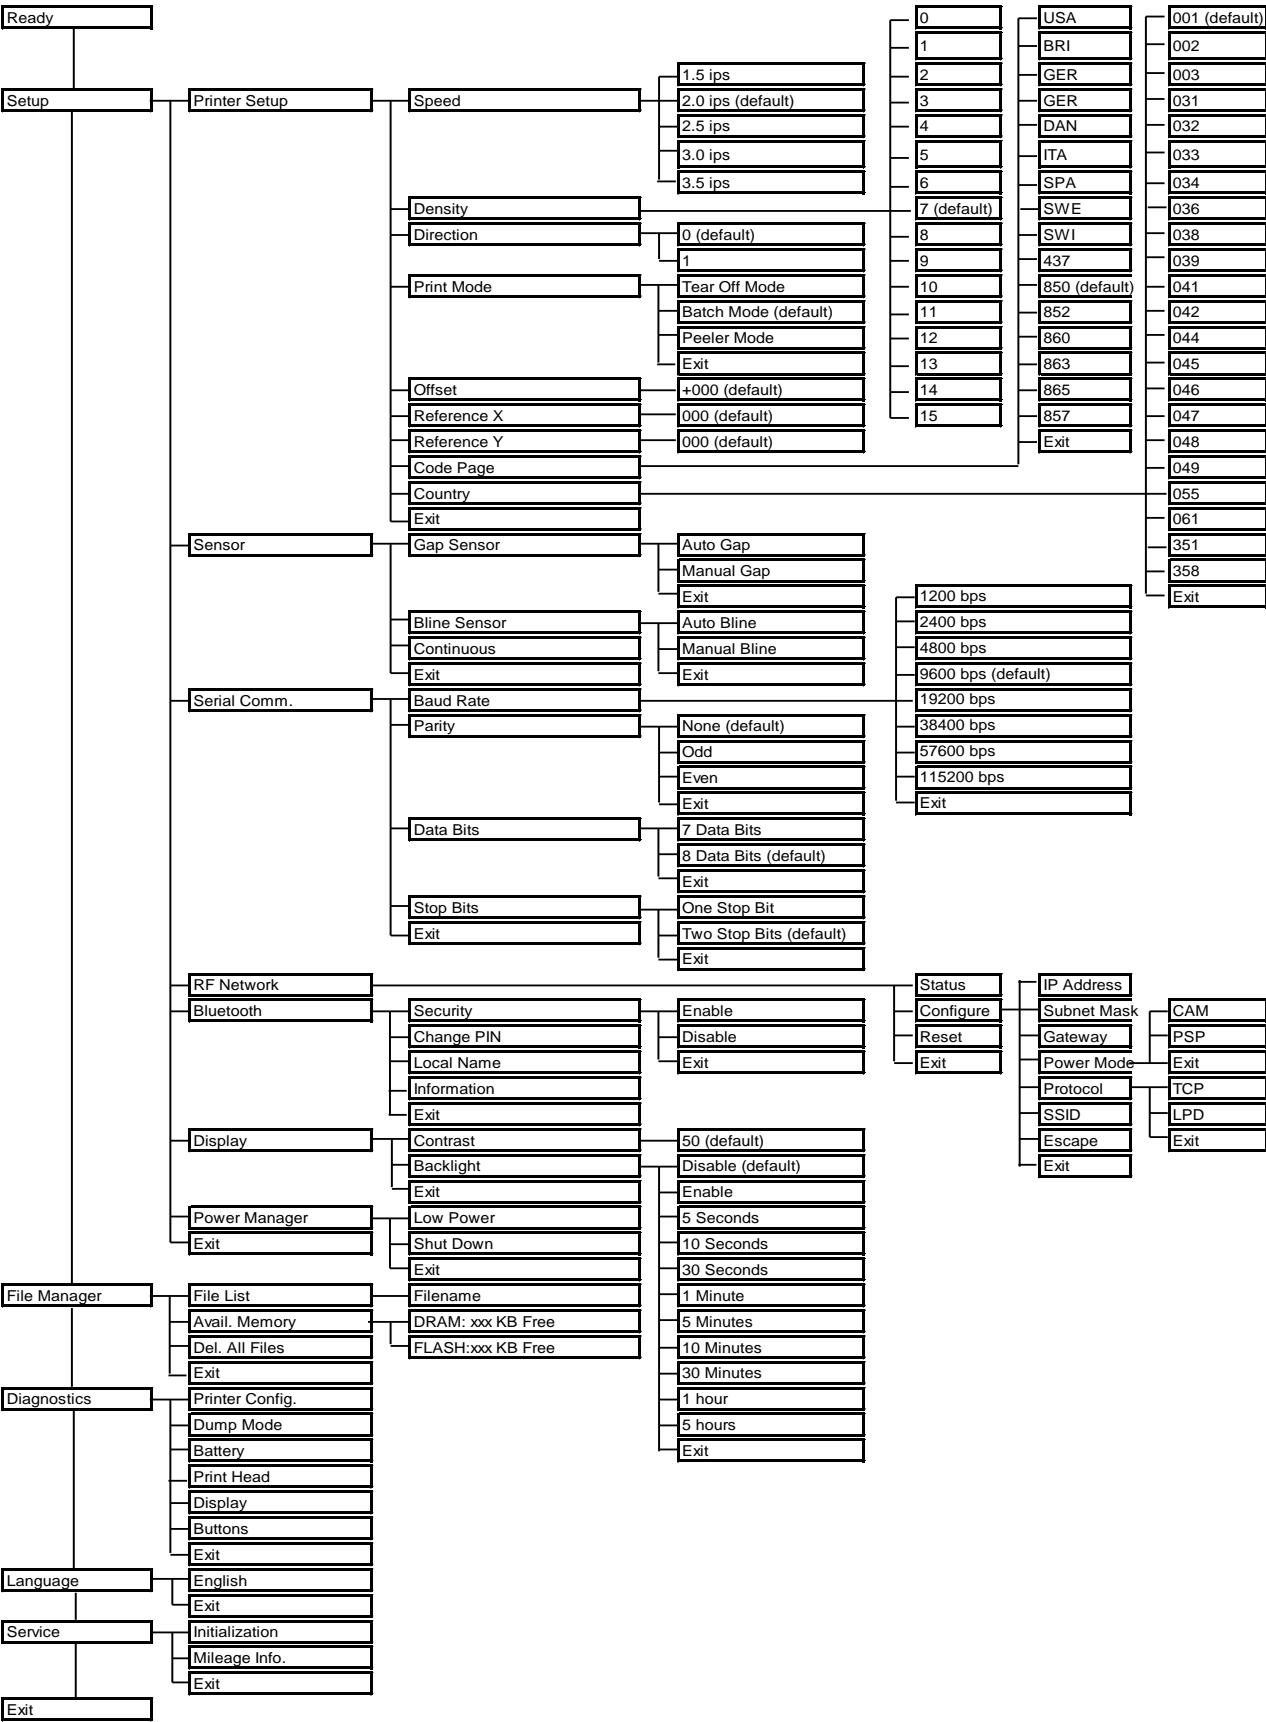 Ready
Setup
Printer Setup
Speed
1.5 ips
2.0 ips (default)
2.5 ips
3.0 ips
3.5 ips
Density
0
1
2
3
4
5
6
7 (default)
8
9
10
11
12
13
14
15
Direction
0 (default)
1
Print Mode
Tear Off Mode
Batch Mode (default)
Peeler Mode
Exit
Offset
+000 (default)
Reference X
000 (default)
Reference Y
000 (default)
Code Page
USA
BRI
GER
GER
DAN
ITA
SPA
SWE
SWI
437
850 (default)
852
860
863
865
857
Exit
Country
001 (default)
002
003
031
032
033
034
036
038
039
041
042
044
045
046
047
048
049
055
061
351
358
Exit
Exit
Sensor
Gap Sensor
Auto Gap
Manual Gap
Exit
Bline Sensor
Auto Bline
Manual Bline
Exit
Continuous
Exit
Serial Comm.
Baud Rate
1200 bps
2400 bps
4800 bps
9600 bps (default)
19200 bps
38400 bps
57600 bps
115200 bps
Exit
Parity
None (default)
Odd
Even
Exit
Data Bits
7 Data Bits
8 Data Bits (default)
Exit
Stop Bits
One Stop Bit
Two Stop Bits (default)
Exit
Exit
RF Network
Status
Configure
IP Address
Subnet Mask
Gateway
Power Mode
CAM
PSP
Exit
Protocol
TCP
LPD
Exit
SSID
Escape
Exit
Reset
Exit
Bluetooth
Security
Enable
Disable
Exit
Change PIN
Local Name
Information
Exit
Display
Contrast
50 (default)
Backlight
Disable (default)
Enable
5 Seconds
10 Seconds
30 Seconds
1 Minute
5 Minutes
10 Minutes
30 Minutes
1 hour
5 hours
Exit
Exit
Power Manager
Low Power
Shut Down
Exit
Exit
File Manager
File List
Filename
Avail. Memory
DRAM: xxx KB Free
FLASH:xxx KB Free
Del. All Files
Exit
Diagnostics
Printer Config.
Dump Mode
Battery
Print Head
Display
Buttons
Exit
Language
English
Exit
Service
Initialization
Mileage Info.
Exit
Exit